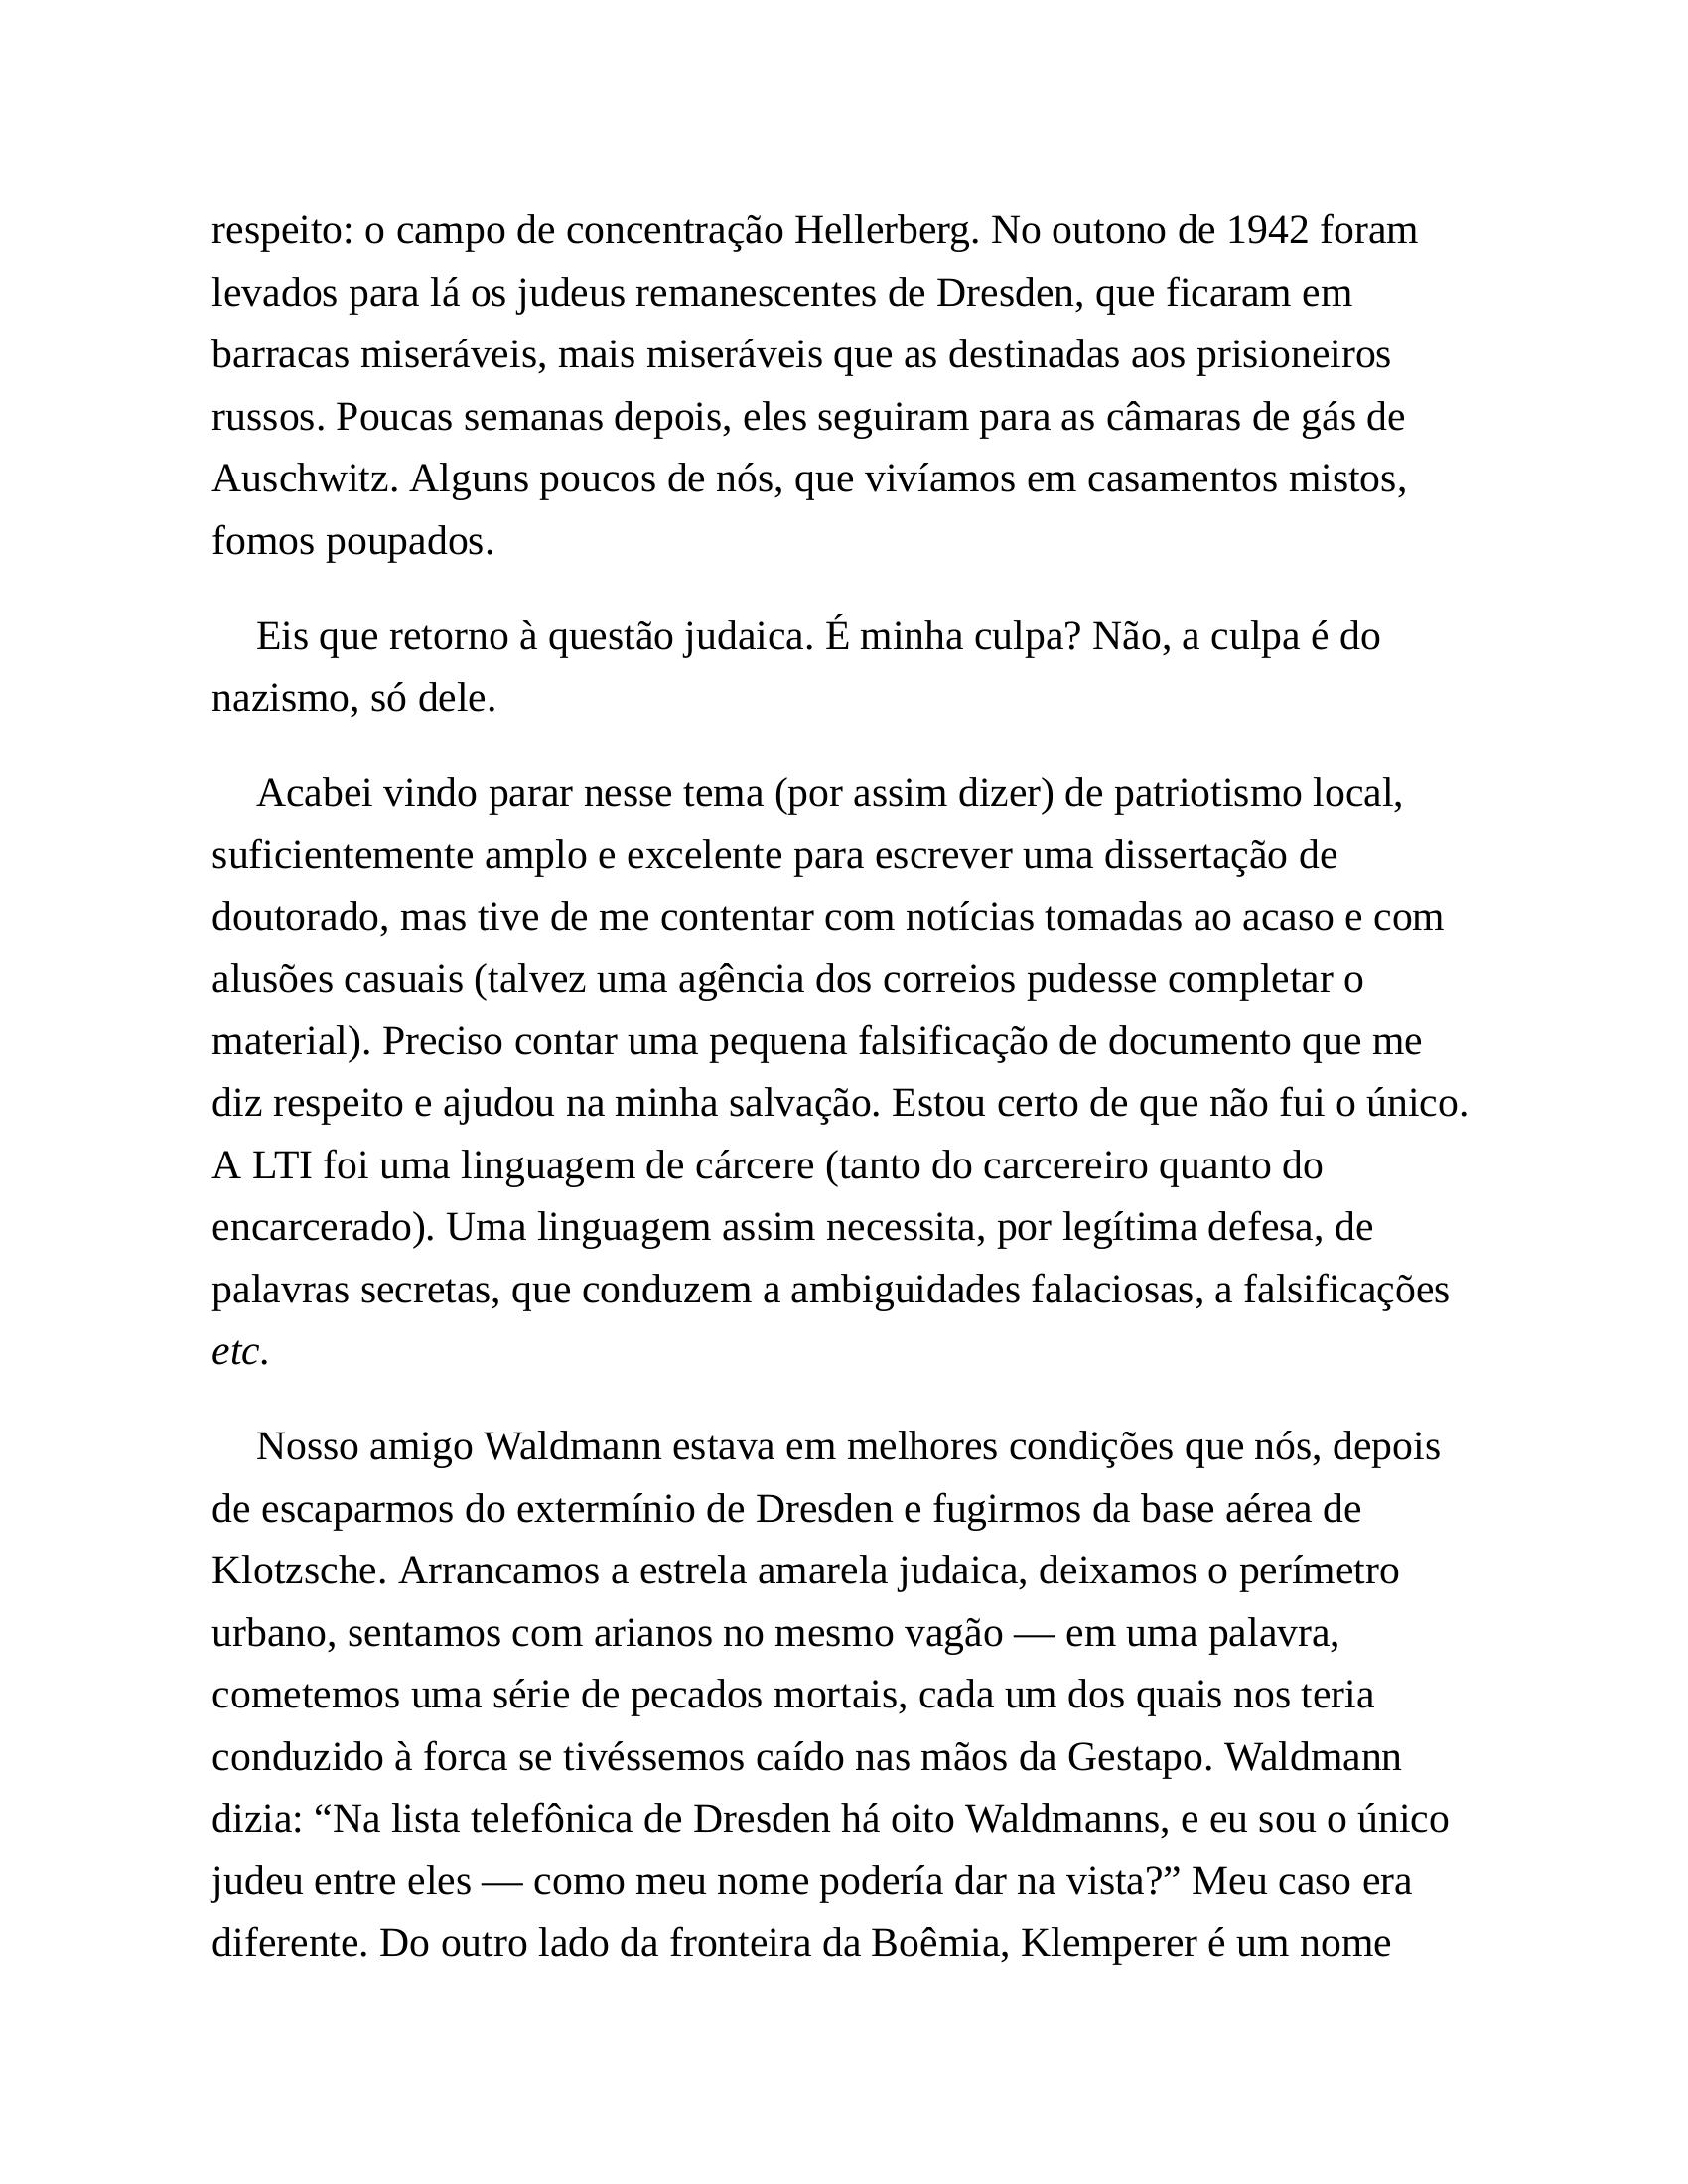 respeito: o campo de concentração Hellerberg. No outono de 1942 foram
levados para lá os judeus remanescentes de Dresden, que ficaram em
barracas miseráveis, mais miseráveis que as destinadas aos prisioneiros
russos. Poucas semanas depois, eles seguiram para as câmaras de gás de
Auschwitz. Alguns poucos de nós, que vivíamos em casamentos mistos,
fomos poupados.
Eis que retorno à questão judaica. É minha culpa? Não, a culpa é do
nazismo, só dele.
Acabei vindo parar nesse tema (por assim dizer) de patriotismo local,
suficientemente amplo e excelente para escrever uma dissertação de
doutorado, mas tive de me contentar com notícias tomadas ao acaso e com
alusões casuais (talvez uma agência dos correios pudesse completar o
material). Preciso contar uma pequena falsificação de documento que me
diz respeito e ajudou na minha salvação. Estou certo de que não fui o único.
A LTI foi uma linguagem de cárcere (tanto do carcereiro quanto do
encarcerado). Uma linguagem assim necessita, por legítima defesa, de
palavras secretas, que conduzem a ambiguidades falaciosas, a falsificações
etc.
Nosso amigo Waldmann estava em melhores condições que nós, depois
de escaparmos do extermínio de Dresden e fugirmos da base aérea de
Klotzsche. Arrancamos a estrela amarela judaica, deixamos o perímetro
urbano, sentamos com arianos no mesmo vagão — em uma palavra,
cometemos uma série de pecados mortais, cada um dos quais nos teria
conduzido à forca se tivéssemos caído nas mãos da Gestapo. Waldmann
dizia: “Na lista telefônica de Dresden há oito Waldmanns, e eu sou o único
judeu entre eles — como meu nome podería dar na vista?” Meu caso era
diferente. Do outro lado da fronteira da Boêmia, Klemperer é um nome